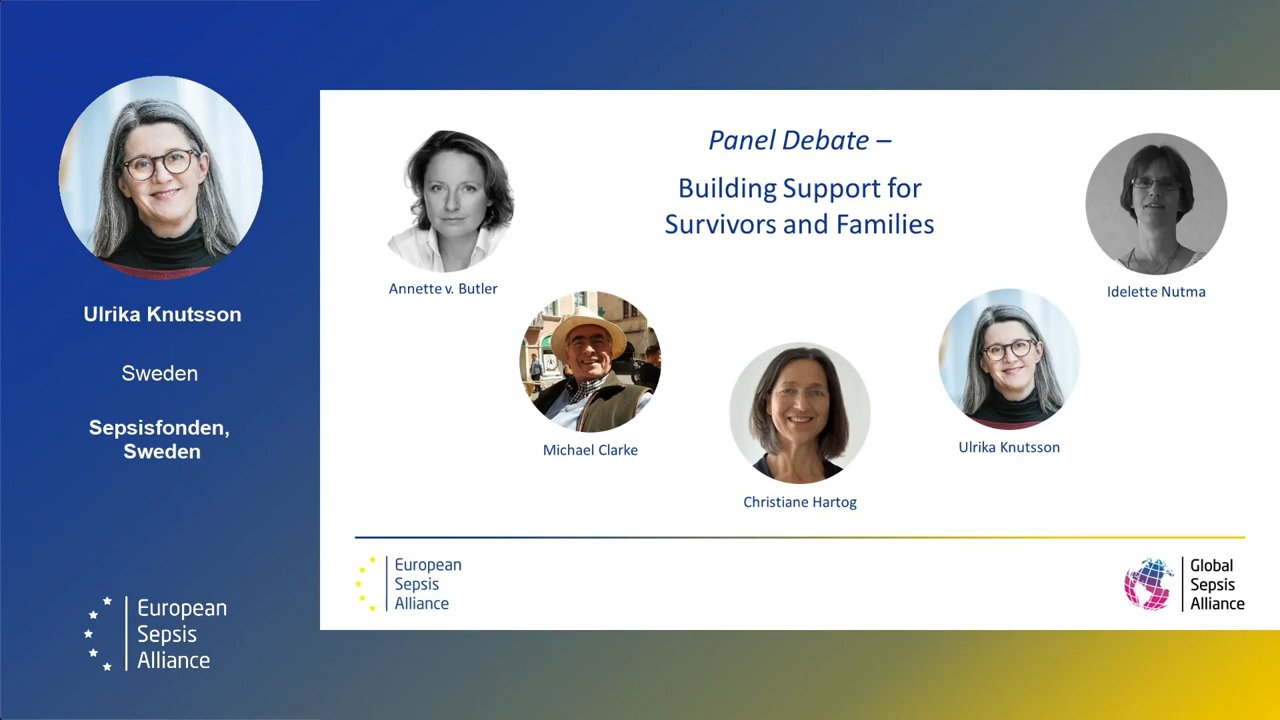 Ulrika Knutsson
Sweden
Sepsisfonden,
Sweden
European
Sepsis
Alliance
Panel Debate –
Building Support for
Survivors and Families
Annette v. Butler
Michael Clarke
Christiane Hartog
Ulrika Knutsson
Idelette Nutma
European
Sepsis
Alliance
Global
Sepsis
Alliance